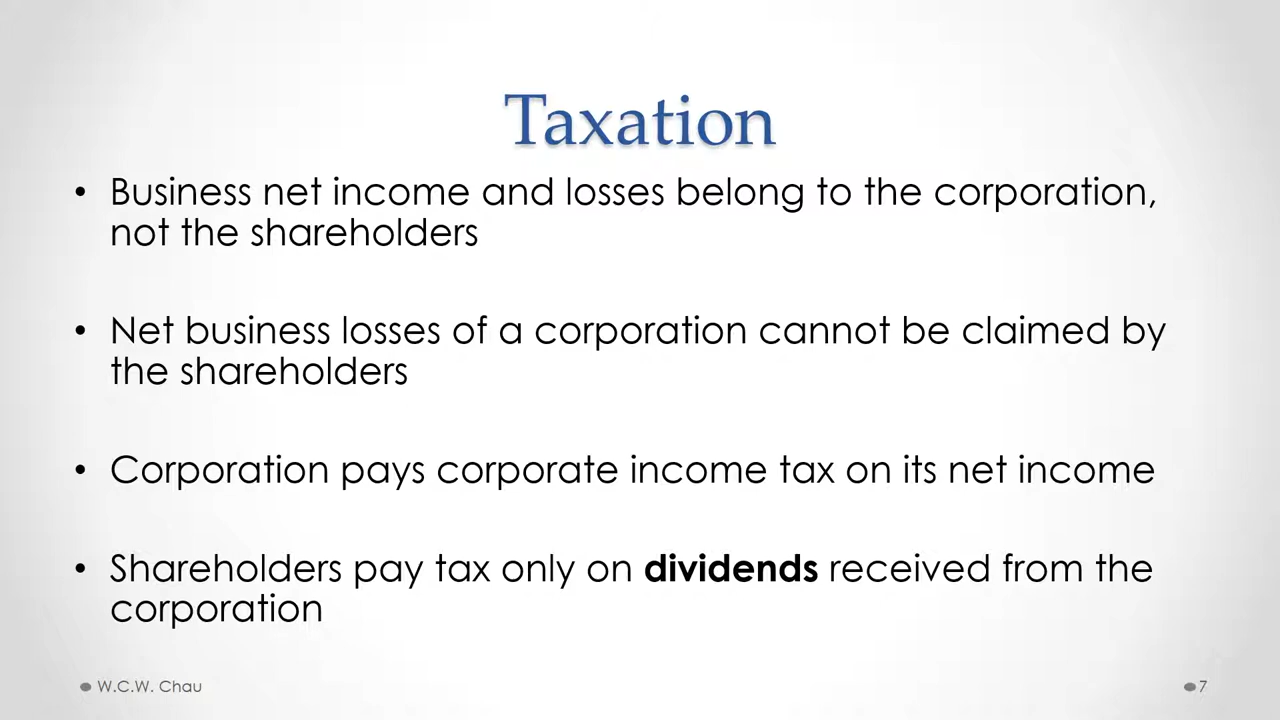 Taxation
• Business net income and losses belong to the corporation,
not the shareholders
• Net business losses of a corporation cannot be claimed by
the shareholders
• Corporation pays corporate income tax on its net income
• Shareholders pay tax only on dividends received from the
corporation
W.C.W. Chau
7